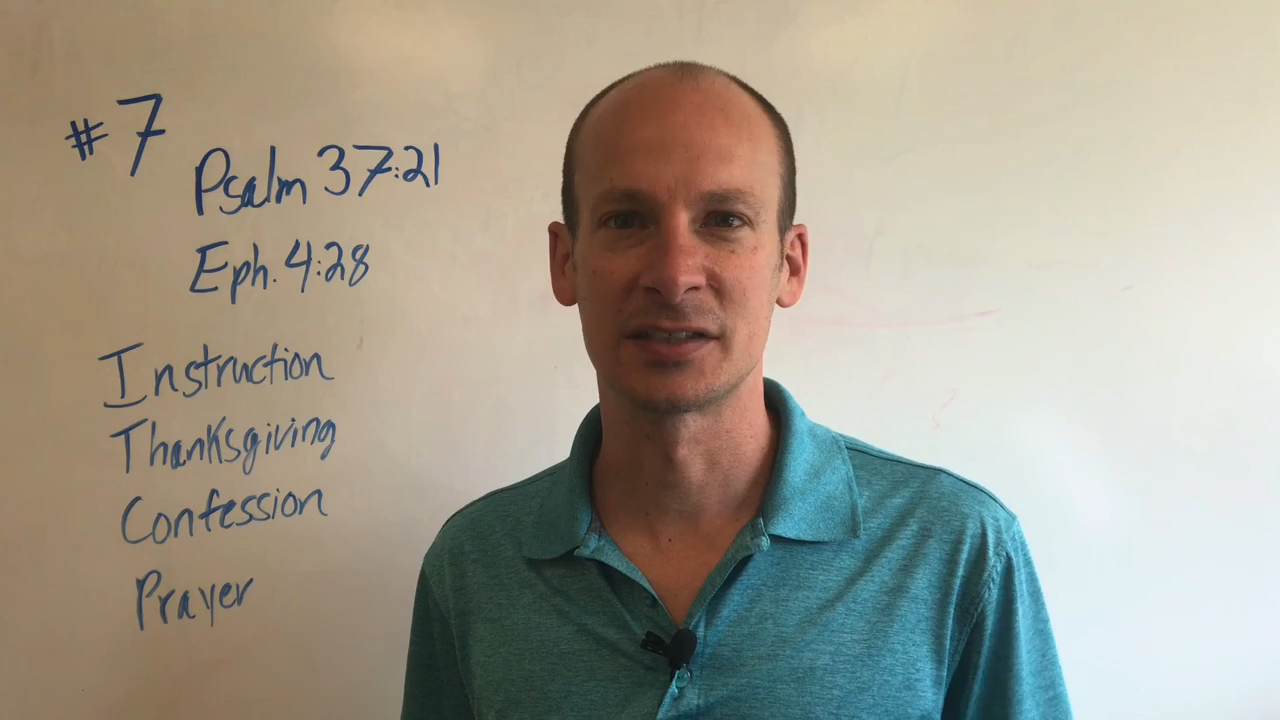 #7
Psalm 37:21
Eph. 4:28
Instruction
Thanksgiving
Confession
Prayer